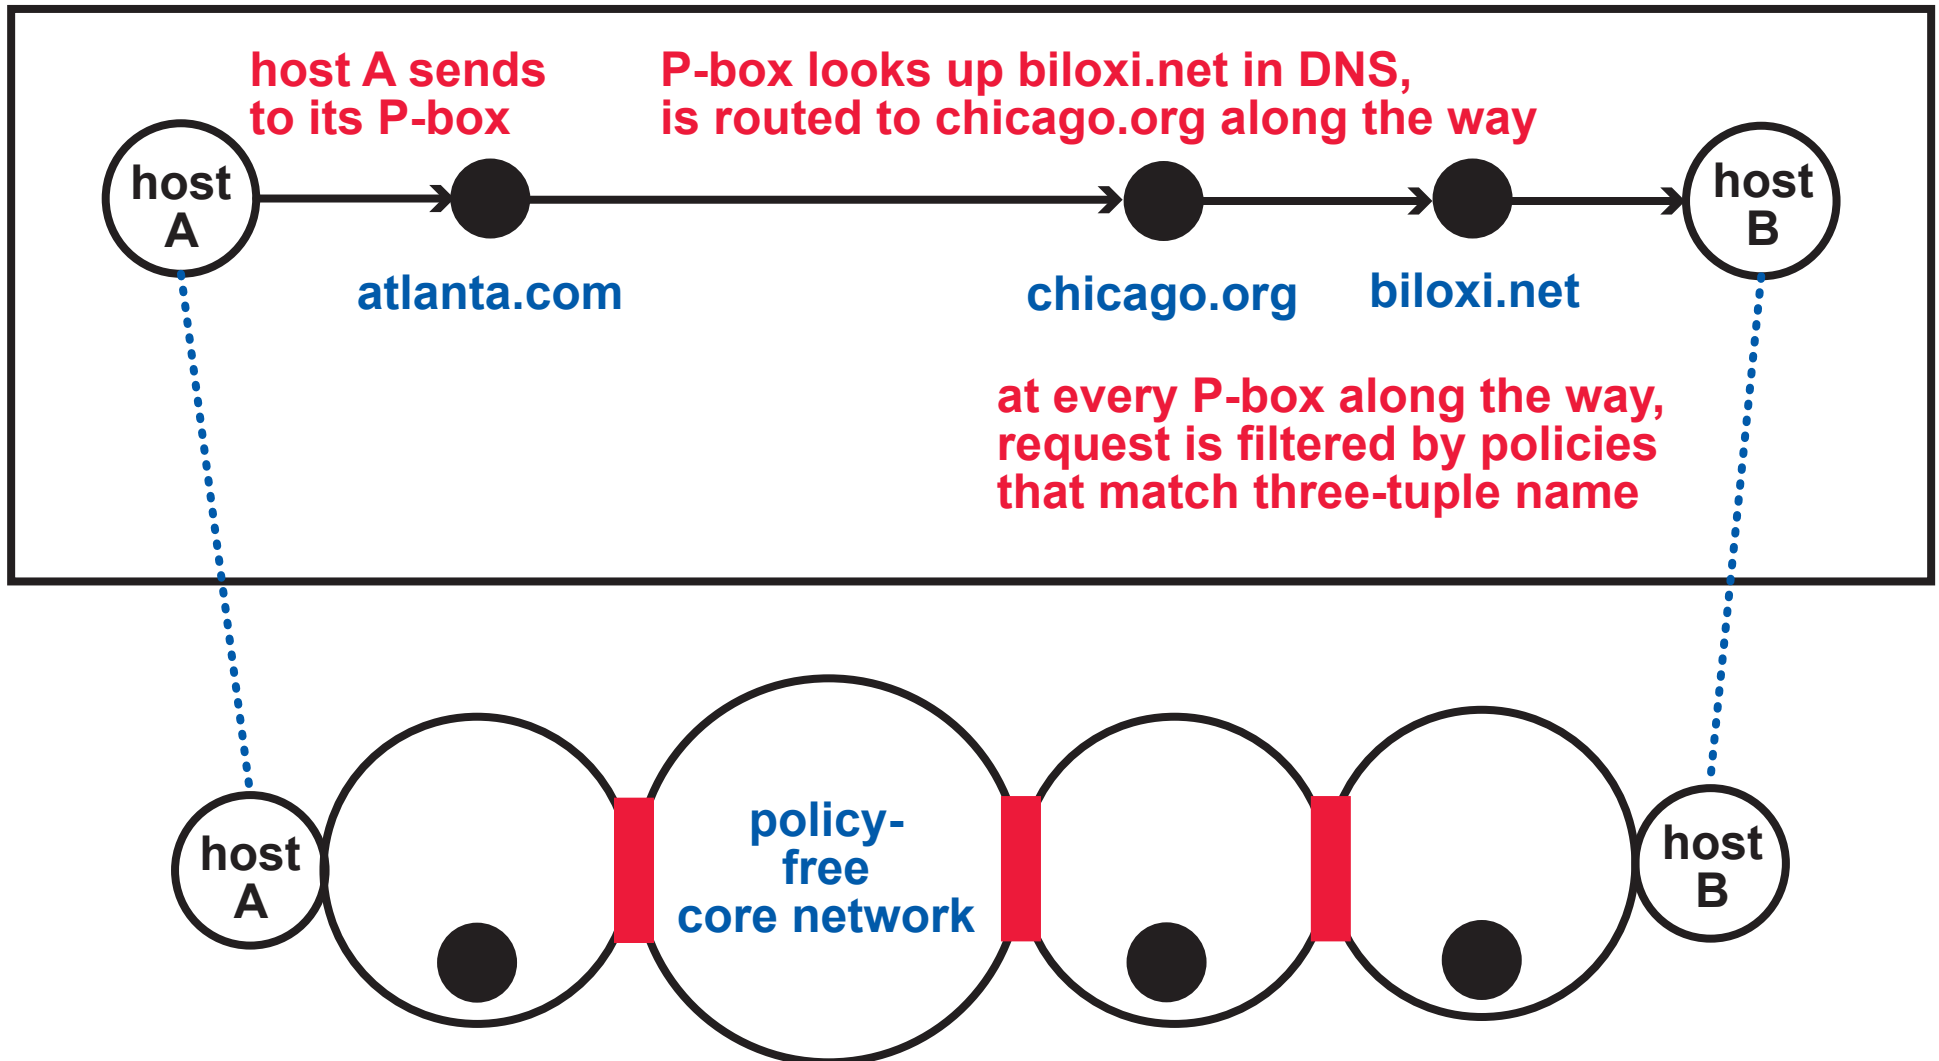 host A sends
to its P-box
P-box looks up biloxi.net in DNS,
is routed to chicago.org along the way
host
A
host
B
atlanta.com
chicago.org
biloxi.net
at every P-box along the way,
request is filtered by policies
that match three-tuple name
host
A
policy-
free
core network
host
B